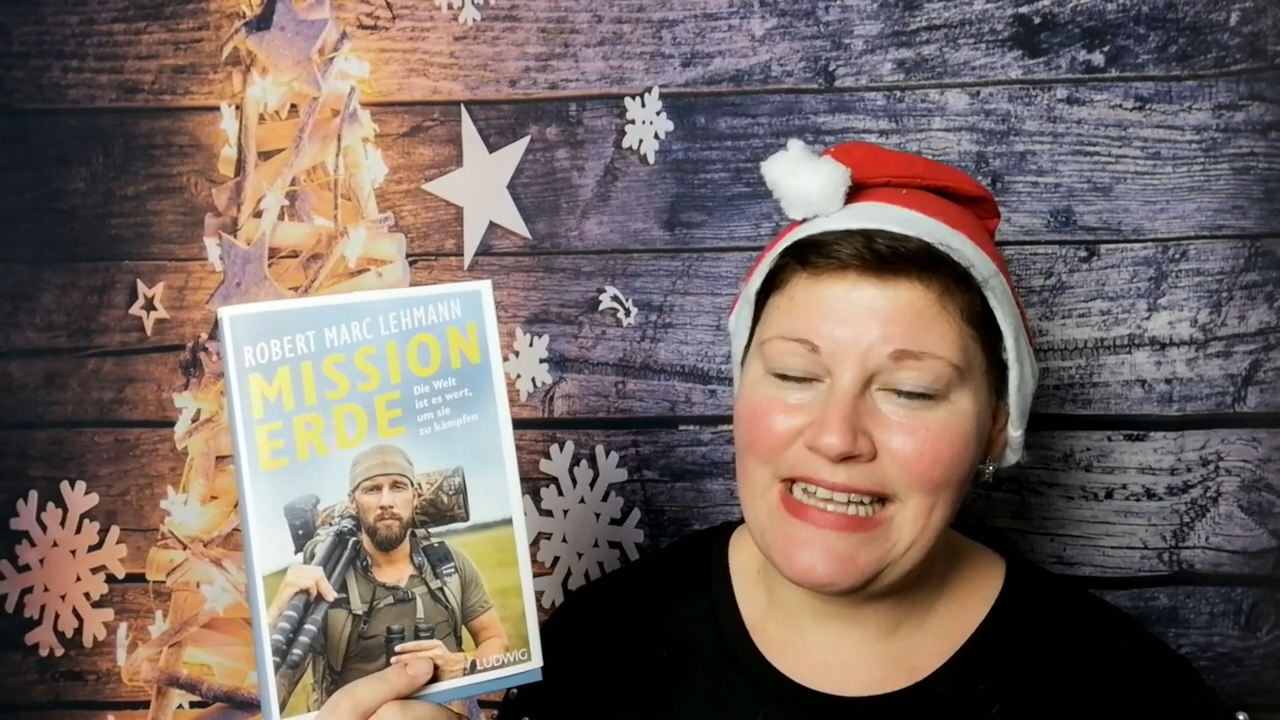 ROBERT MARC LEHMANN
MISSION
ERDE
Die Welt
ist es wert,
um sie
zu kämpfen
LUDWIG